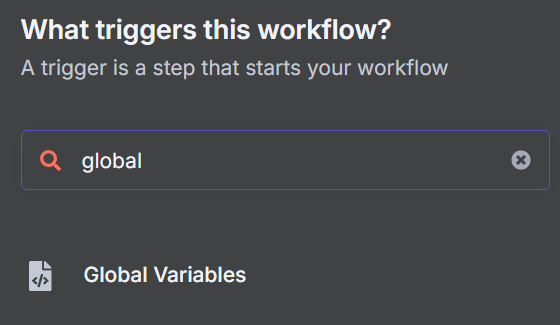 What triggers this workflow?
A trigger is a step that starts your workflow
global
Global Variables